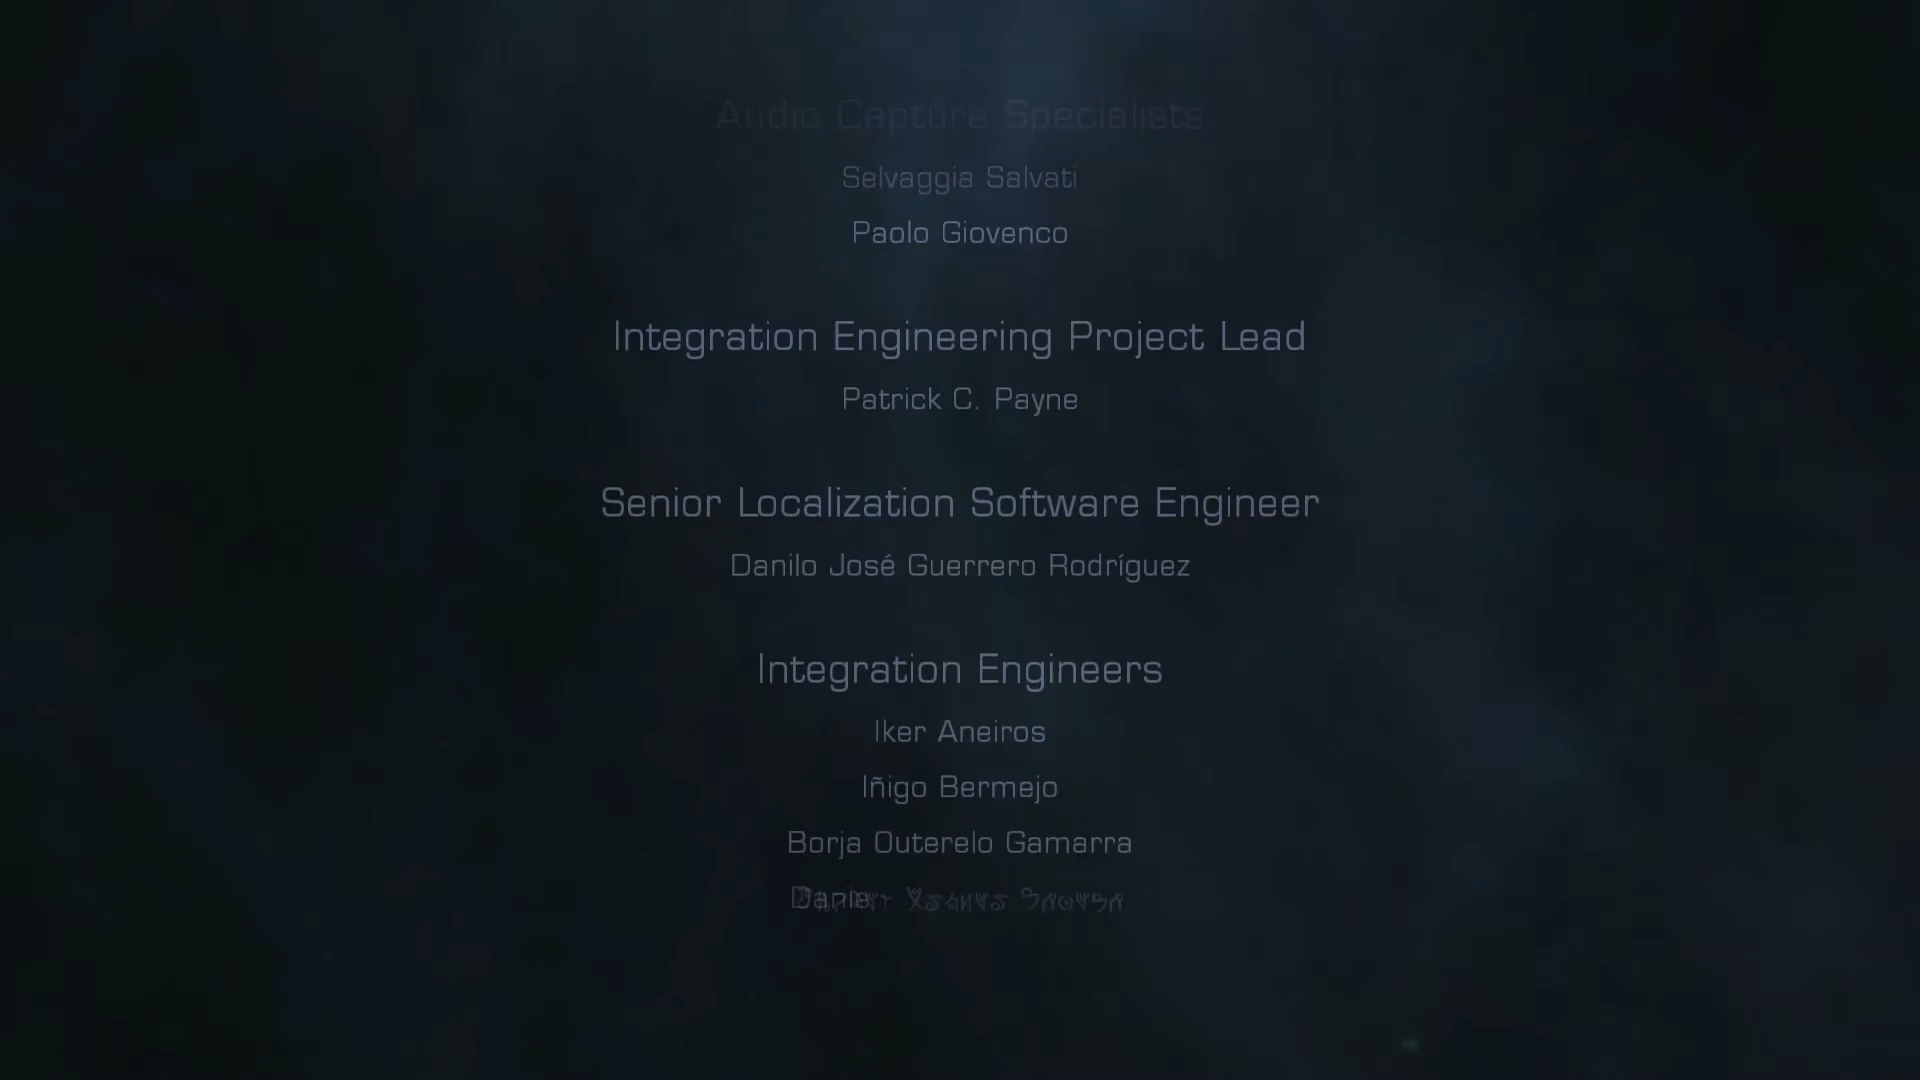 Audio Capture Specialists
Selvaggia Salvati
Paolo Giovenco
Integration Engineering Project Lead
Patrick C. Payne
Senior Localization Software Engineer
Danilo José Guerrero Rodríguez
Integration Engineers
Iker Aneiros
Iñigo Bermejo
Borja Outerelo Gamarra